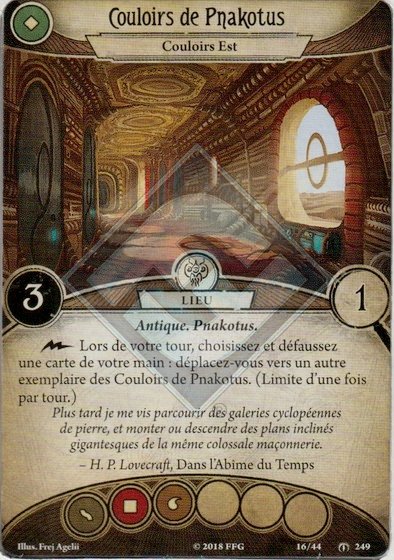 Couloirs de Pnakotus
Couloirs Est
3
1
LIEU
Antique. Pnakotus.
Lors de votre tour, choisissez et défaussez
une carte de votre main : déplacez-vous vers un autre
exemplaire des Couloirs de Pnakotus. (Limite d'une fois
par tour.)
Plus tard je me vis parcourir des galeries cyclopéennes
de pierre, et monter ou descendre des plans inclinés
gigantesques de la même colossale maçonnerie.
– H. P. Lovecraft, Dans l'Abîme du Temps
Illus. Frej Agelii
© 2018 FFG
16/44
249